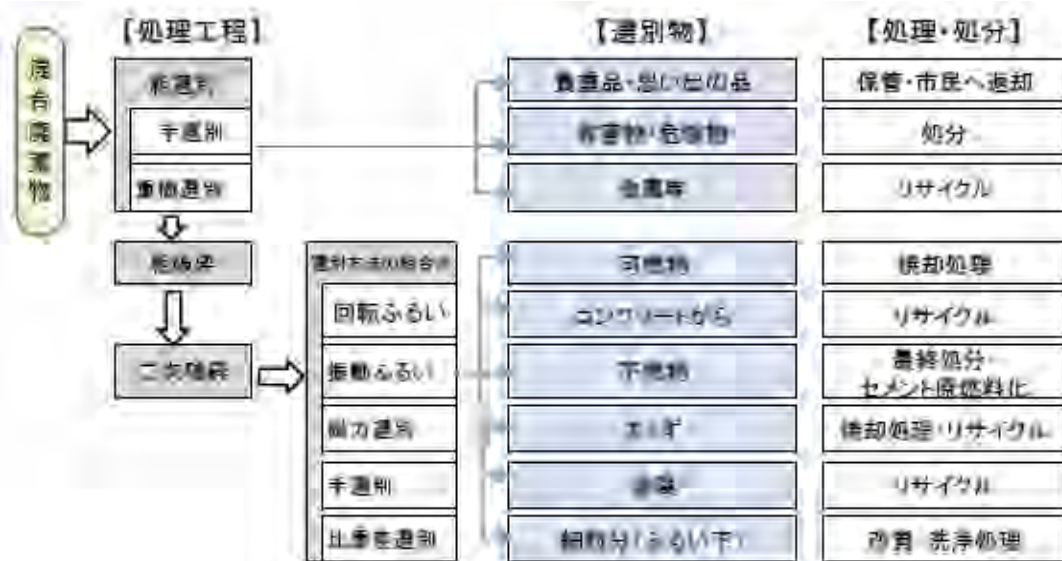 【処理工程】
【選別物】
【処理・処分】
混合廃棄物
粗選別
手選別
重機選別
貴重品・思い出の品
保管・市民へ返却
有害物・危険物
処分
金属等
リサイクル
粗破砕
選別方法の組合せ
回転ふるい
振動ふるい
風力選別
手選別
比重差選別
可燃物
焼却処理
コンクリートがら
リサイクル
二次破砕
不燃物
最終処分・
セメント原燃料化
焼却処理・リサイクル
金属
リサイクル
細粒分(ふるい下)
改質・洗浄処理